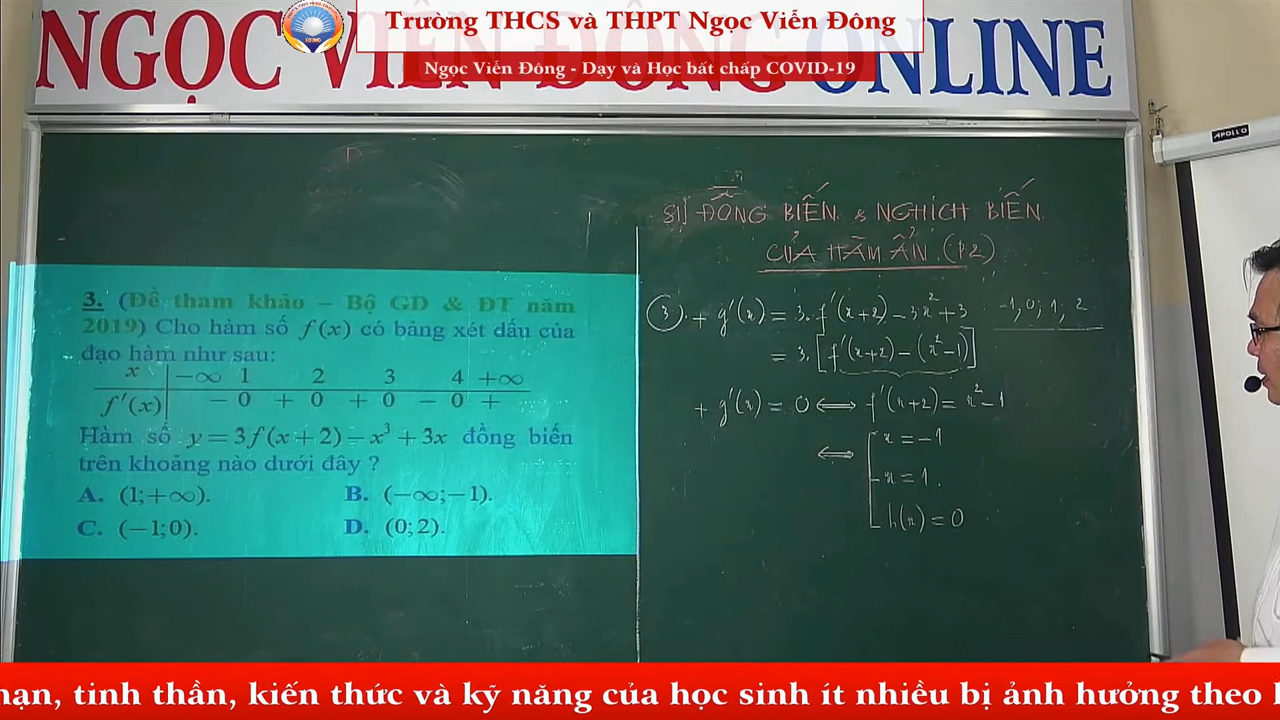 NGỌC VIỄN ĐÔNG ONLINE
Trường THCS và THPT Ngọc Viễn Đông
Ngọc Viễn Đông - Dạy và Học bất chấp COVID-19
APOLLO
SỰ ĐỒNG BIẾN & NGHỊCH BIẾN
CỦA HÀM ẨN (P2)
3. (Đề tham khảo – Bộ GD & ĐT năm
2019) Cho hàm số f(x) có bảng xét dấu của
đạo hàm như sau:
x −∞ 1 2 3 4 +∞
f'(x) − 0 + 0 + 0 − 0 +
Hàm số y = 3f(x+2) − x³ + 3x đồng biến
trên khoảng nào dưới đây ?
A. (1;+∞). B. (−∞;−1).
C. (−1;0). D. (0;2).
3) + g'(x) = 3.f'(x+2) − 3x² + 3 -1; 0; 1; 2
= 3.[f'(x+2) − (x²−1)]
+ g'(x) = 0 ⟺ f'(x+2) = x²−1
⟺ [ x = −1
x = 1.
h(x) = 0
nạn, tinh thần, kiến thức và kỹ năng của học sinh ít nhiều bị ảnh hưởng theo